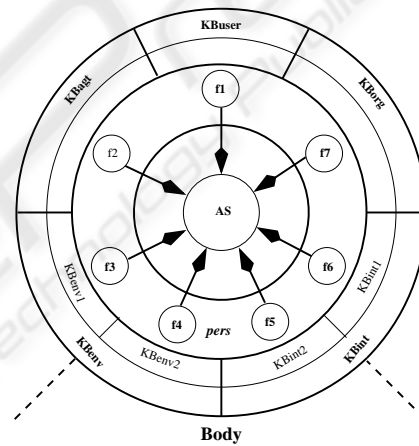 KBuser
KBagt
KBorg
f1
f2
f7
AS
f3
f6
f4
f5
pers
KBenv1
KBint1
KBenv2
KBint2
KBenv
KBint
Body